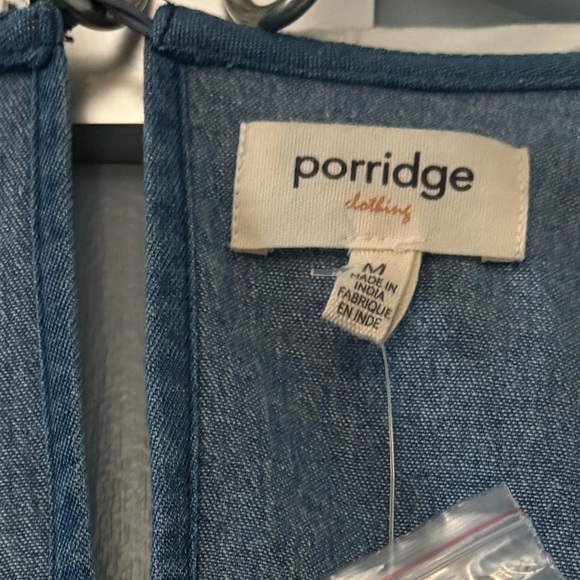 porridge
clothing
M
MADE IN
INDIA
FABRIQUE
EN INDE